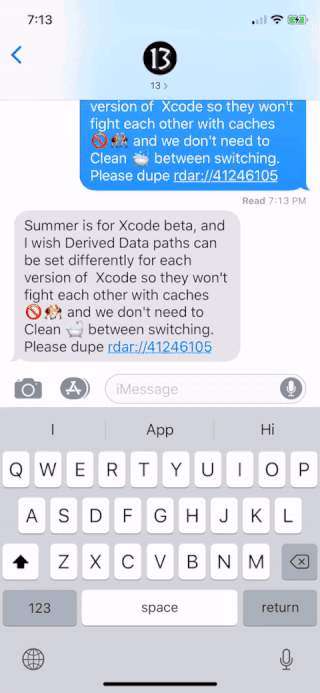 7:13
13
13 >
version of  Xcode so they won't
fight each other with caches
🚫🤼 and we don't need to
Clean 🛁 between switching.
Please dupe rdar://41246105
Read 7:13 PM
Summer is for Xcode beta, and
I wish Derived Data paths can
be set differently for each
version of  Xcode so they won't
fight each other with caches
🚫🤼 and we don't need to
Clean 🛁 between switching.
Please dupe rdar://41246105
iMessage
I App Hi
Q W E R T Y U I O P
A S D F G H J K L
Z X C V B N M
123 space return